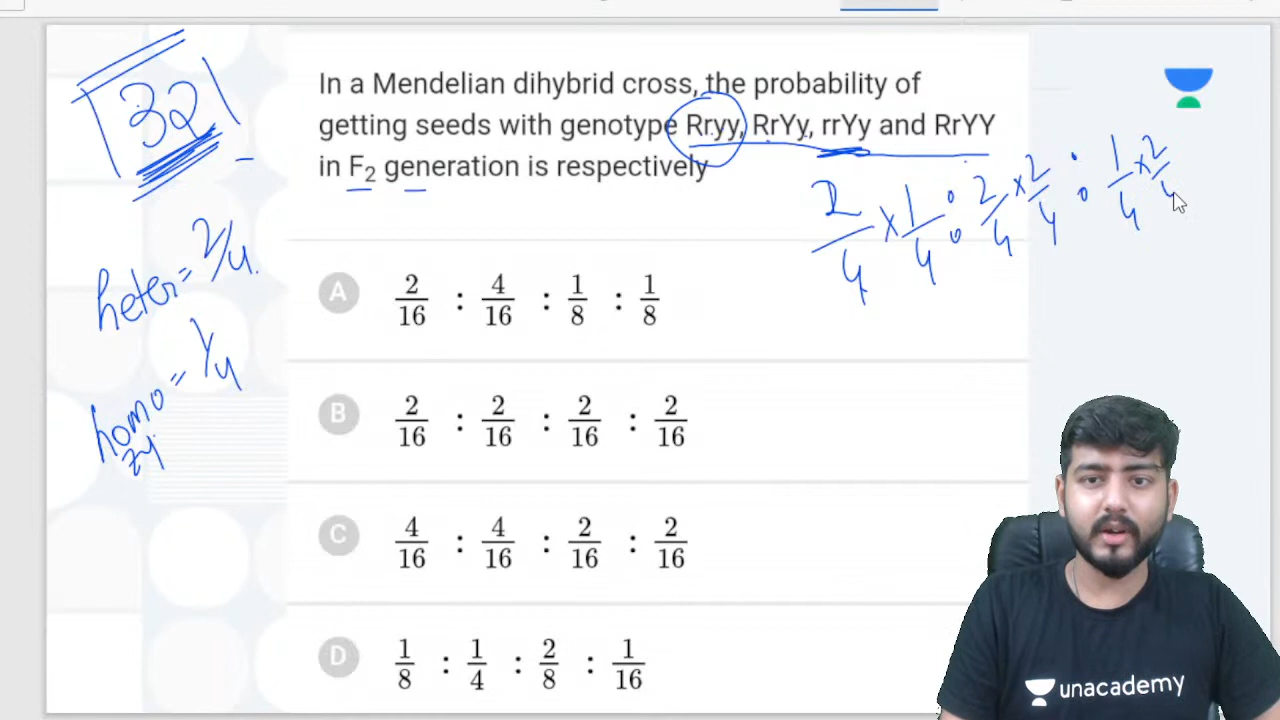 32
In a Mendelian dihybrid cross, the probability of
getting seeds with genotype Rryy, RrYy, rrYy and RrYY
in F₂ generation is respectively
2/4 × 1/4 : 2/4 × 2/4 : 1/4 × 2/4
heter = 2/4.
homo = 1/4
zy
A 2/16 : 4/16 : 1/8 : 1/8
B 2/16 : 2/16 : 2/16 : 2/16
C 4/16 : 4/16 : 2/16 : 2/16
D 1/8 : 1/4 : 2/8 : 1/16
unacademy